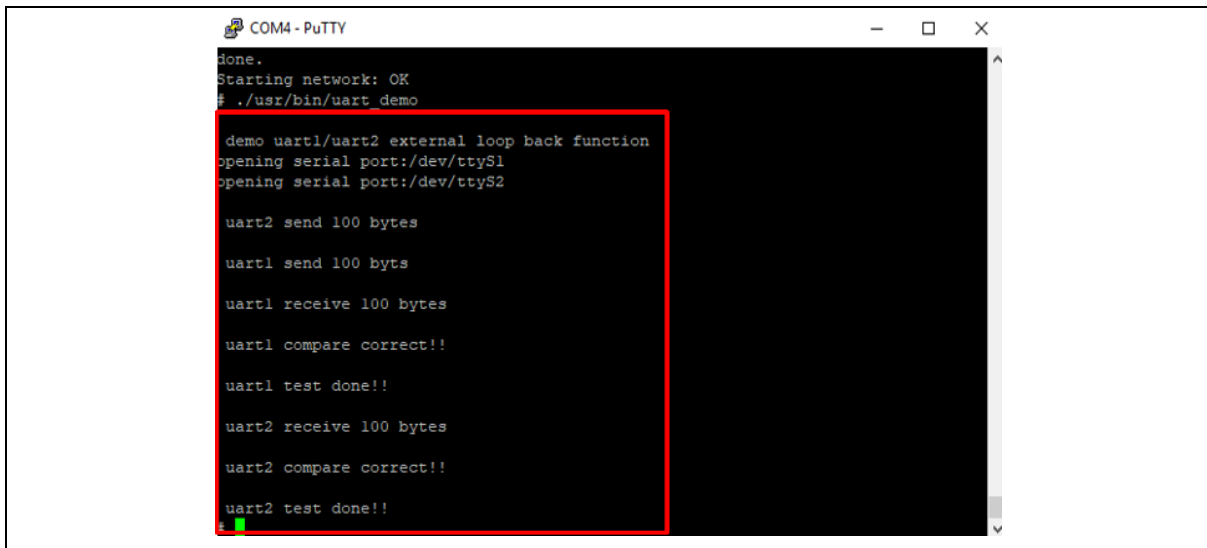 COM4 - PuTTY
done.
Starting network: OK
# ./usr/bin/uart_demo
demo uart1/uart2 external loop back function
opening serial port:/dev/ttyS1
opening serial port:/dev/ttyS2
uart2 send 100 bytes
uart1 send 100 byts
uart1 receive 100 bytes
uart1 compare correct!!
uart1 test done!!
uart2 receive 100 bytes
uart2 compare correct!!
uart2 test done!!
#